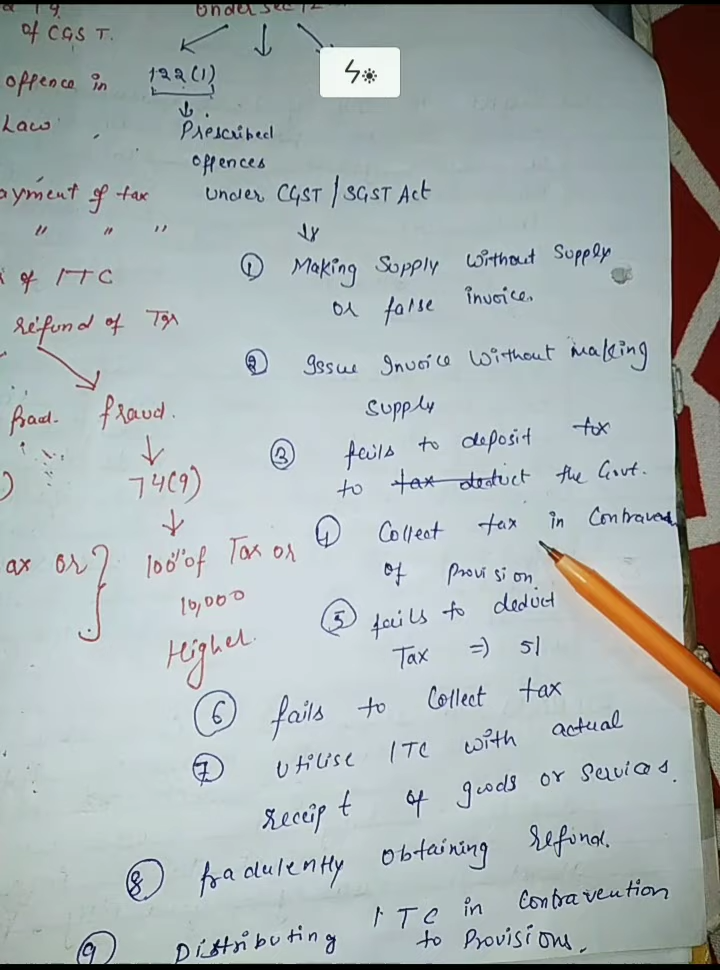 of CGST.
Under Sec 12
offence in
122(1)
Law
Prescribed
offences
ayment of tax
Under CGST / SGST Act
" " "
① Making Supply Without Supply
or false invoice.
of ITC
refund of Tax
② Issue Invoice Without making
Supply
fraud.
③ fails to deposit tax
to tax deduct the Govt.
74(9)
④ Collect tax in Contraven
of Provision.
ax or
100% of Tax or
10,000
Higher.
⑤ fails to deduct
Tax => 51
⑥ fails to Collect tax
⑦ Utilise ITC with actual
receipt of goods or Services.
⑧ fradulently obtaining refund.
⑨ Distributing ITC in Contravention
to Provisions.